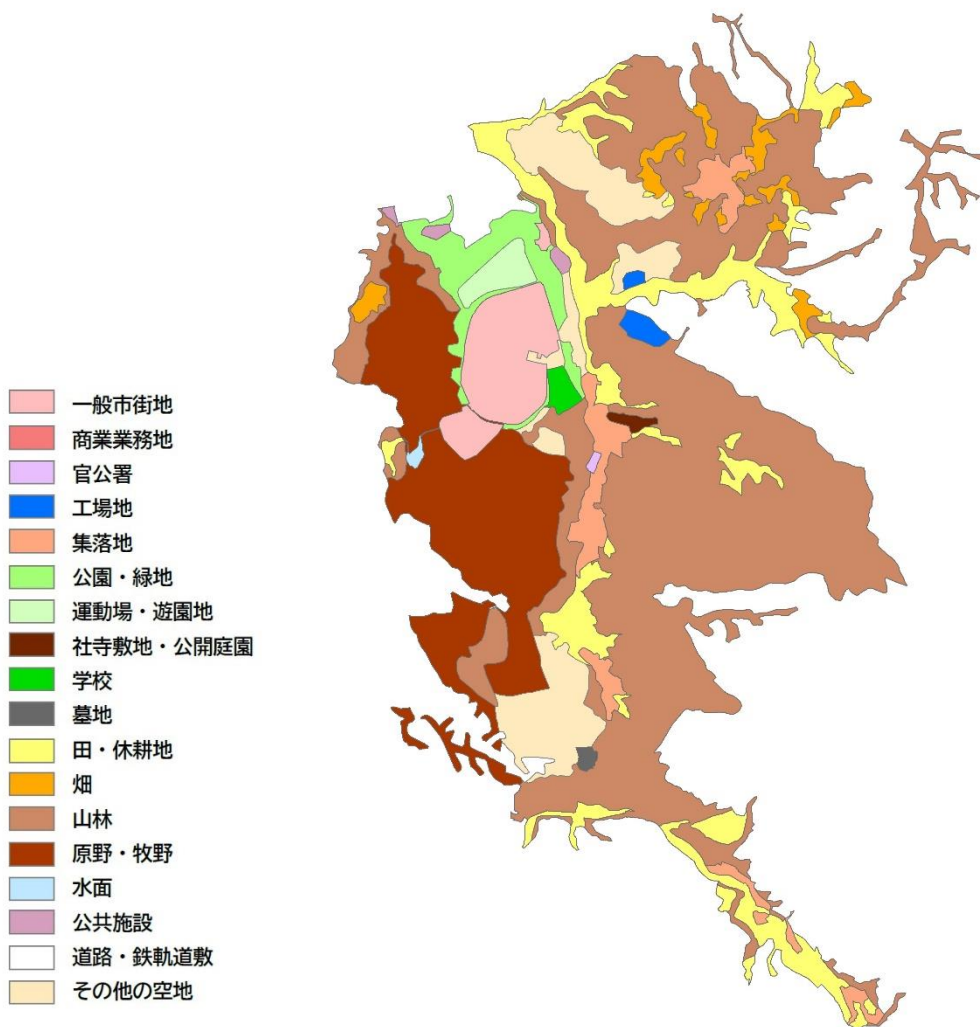 一般市街地
商業業務地
官公署
工場地
集落地
公園・緑地
運動場・遊園地
社寺敷地・公開庭園
学校
墓地
田・休耕地
畑
山林
原野・牧野
水面
公共施設
道路・鉄軌道敷
その他の空地